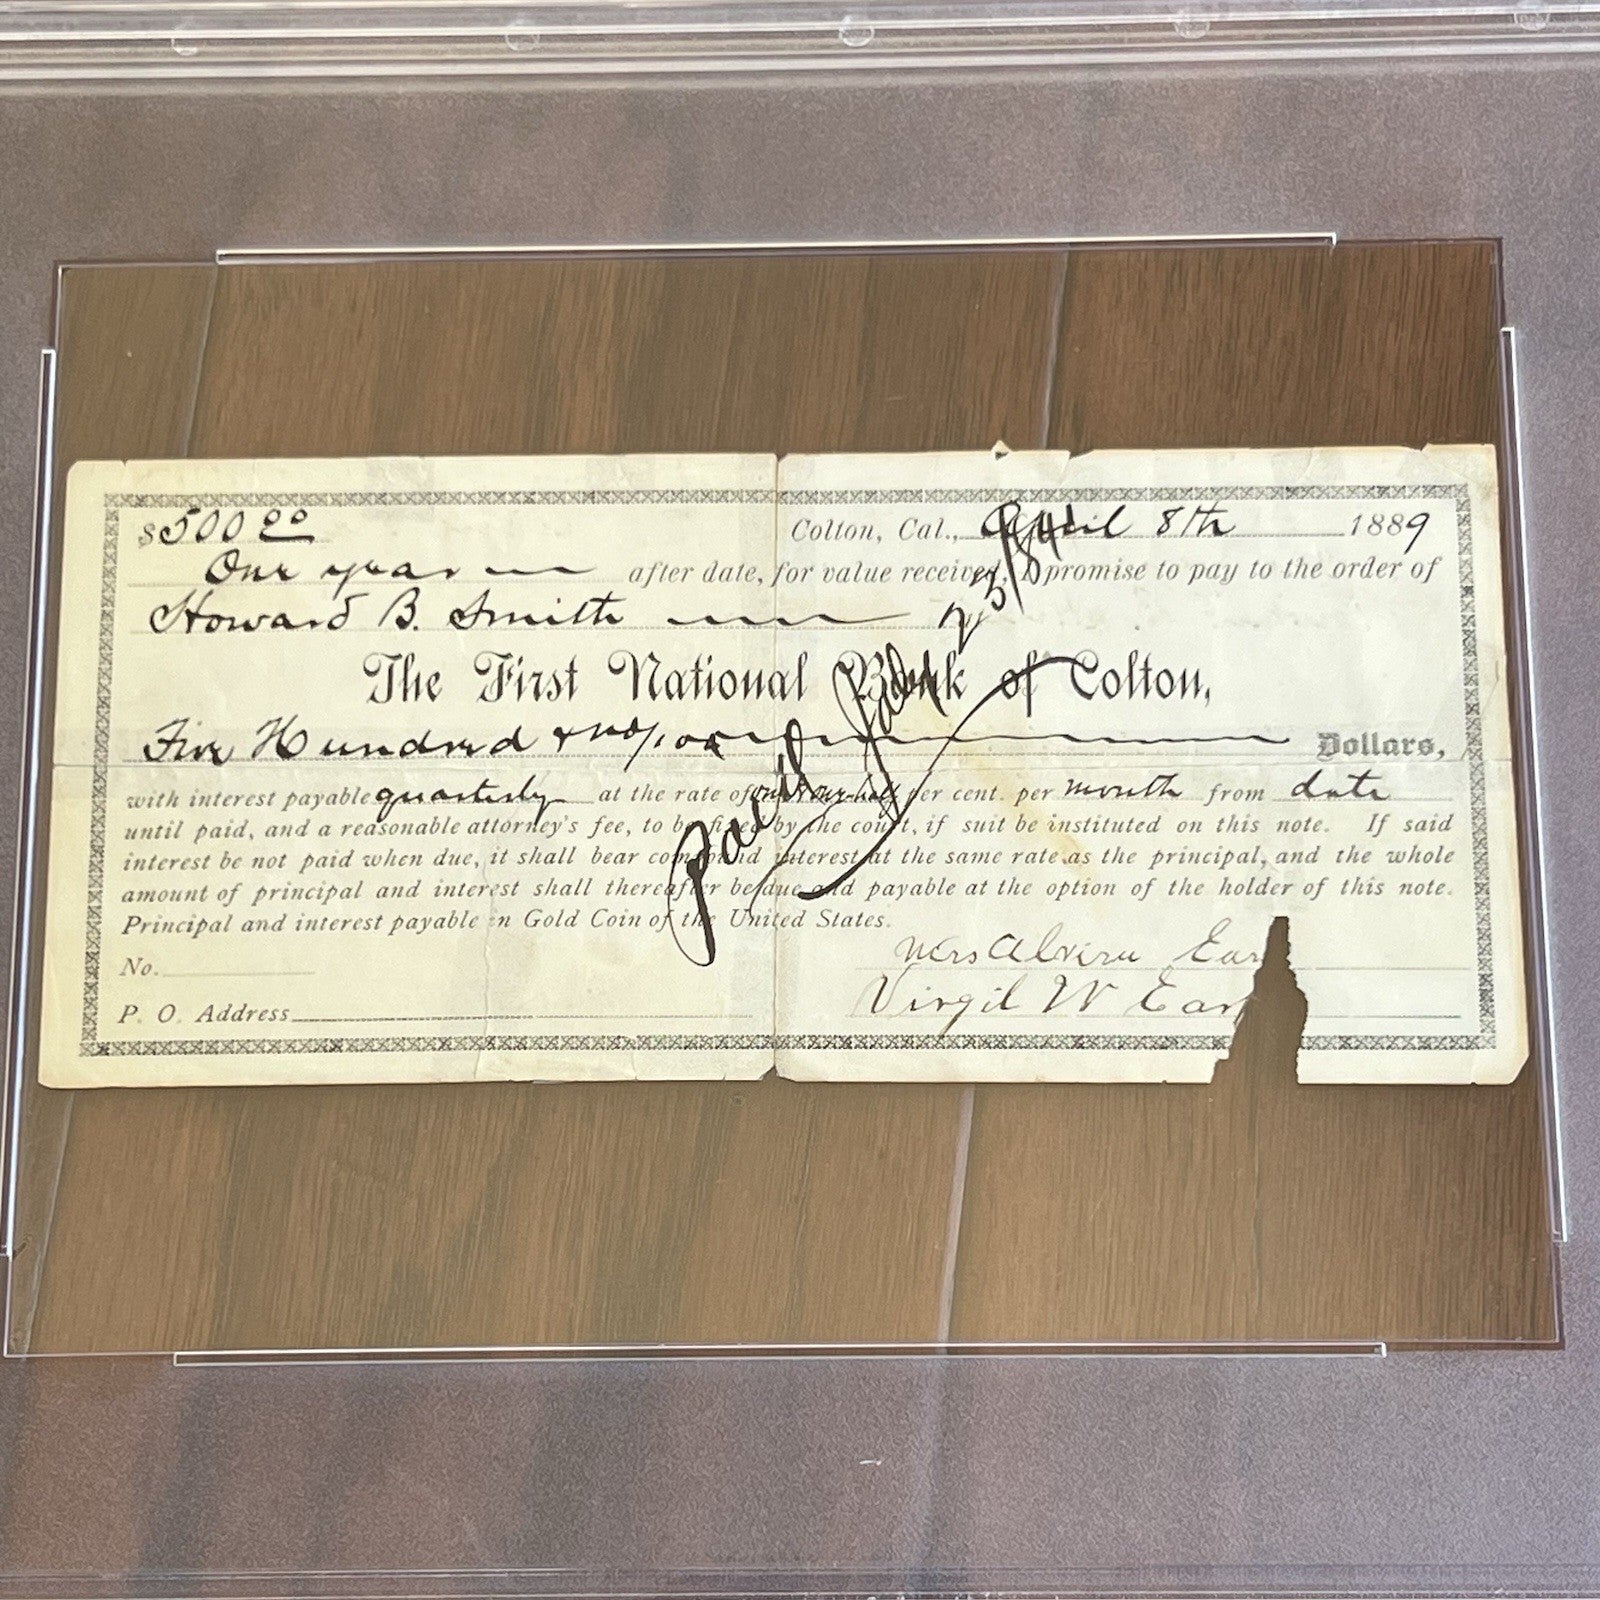 $500 00
Colton, Cal., April 8th 1889
One year after date, for value received, I promise to pay to the order of
Howard B. Smith
The First National Bank of Colton,
Five Hundred & no/100 Dollars,
with interest payable quarterly at the rate of one & one-half per cent. per month from date
until paid, and a reasonable attorney's fee, to be fixed by the court, if suit be instituted on this note. If said
interest be not paid when due, it shall bear compound interest at the same rate as the principal, and the whole
amount of principal and interest shall thereafter be due and payable at the option of the holder of this note.
Principal and interest payable in Gold Coin of the United States.
Mrs Alvira Ear
No.
Virgil W Ear
P. O. Address
Paid